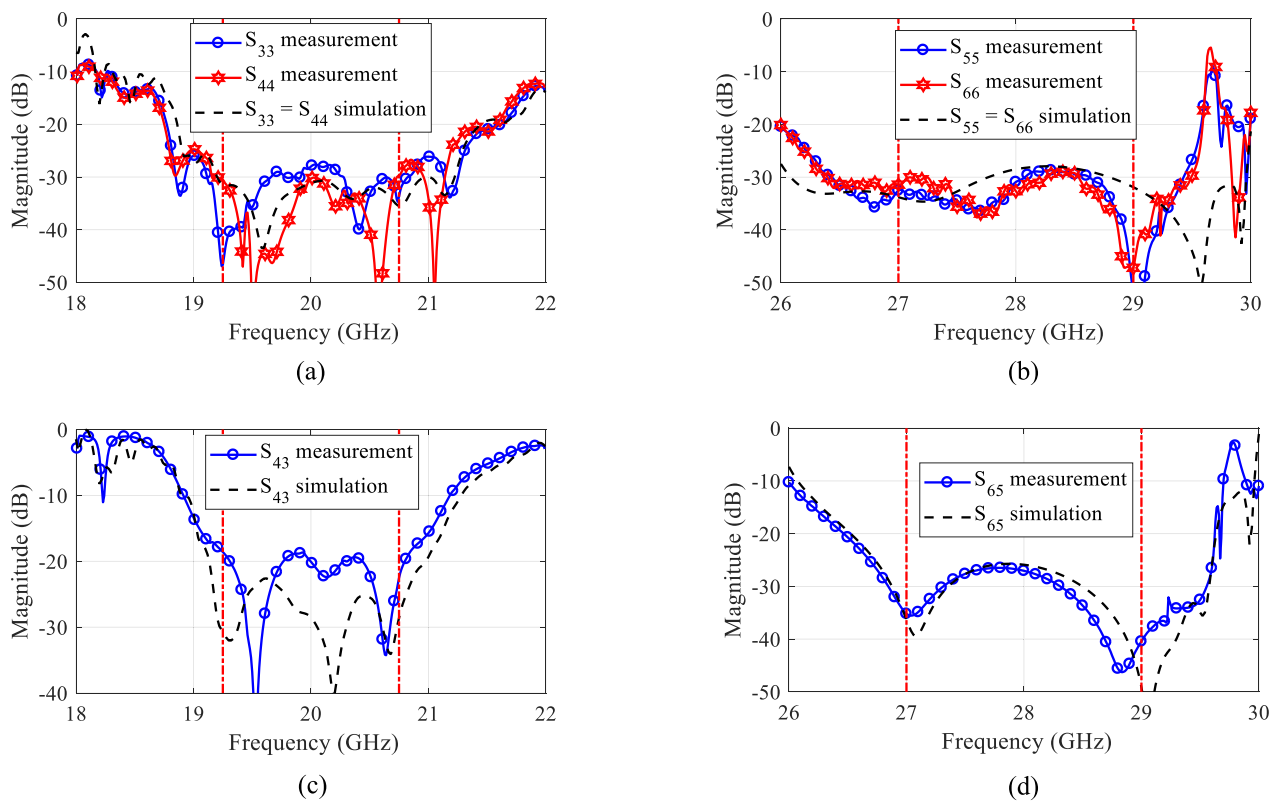 0
-10
-20
-30
-40
-50
Magnitude (dB)
S33 measurement
S44 measurement
S33 = S44 simulation
18 19 20 21 22
Frequency (GHz)
(a)
0
-10
-20
-30
-40
-50
Magnitude (dB)
S55 measurement
S66 measurement
S55 = S66 simulation
26 27 28 29 30
Frequency (GHz)
(b)
0
-10
-20
-30
-40
Magnitude (dB)
S43 measurement
S43 simulation
18 19 20 21 22
Frequency (GHz)
(c)
0
-10
-20
-30
-40
-50
Magnitude (dB)
S65 measurement
S65 simulation
26 27 28 29 30
Frequency (GHz)
(d)